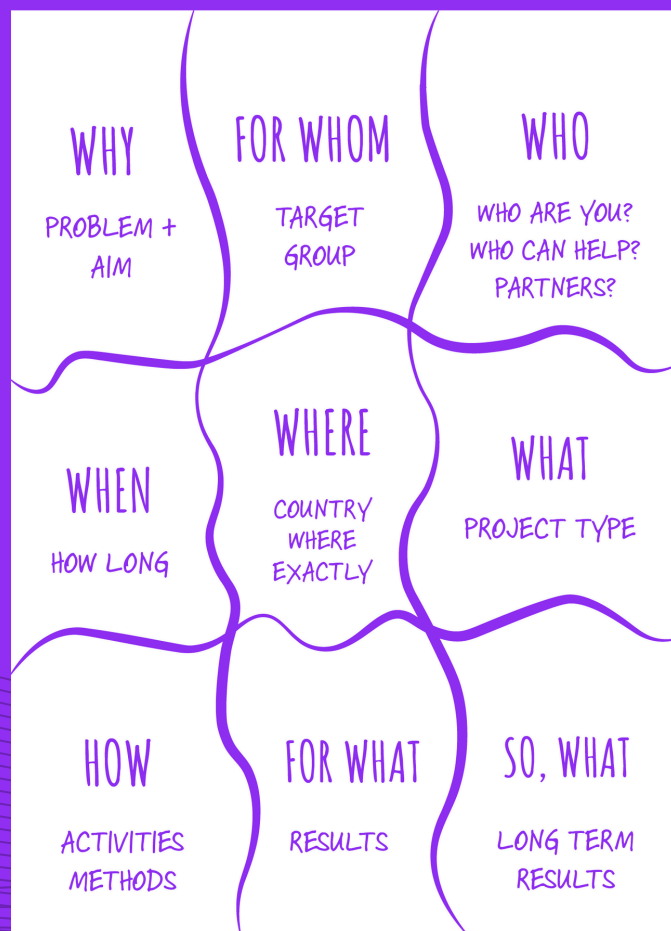 WHY
PROBLEM +
AIM
FOR WHOM
TARGET
GROUP
WHO
WHO ARE YOU?
WHO CAN HELP?
PARTNERS?
WHEN
HOW LONG
WHERE
COUNTRY
WHERE
EXACTLY
WHAT
PROJECT TYPE
HOW
ACTIVITIES
METHODS
FOR WHAT
RESULTS
SO, WHAT
LONG TERM
RESULTS